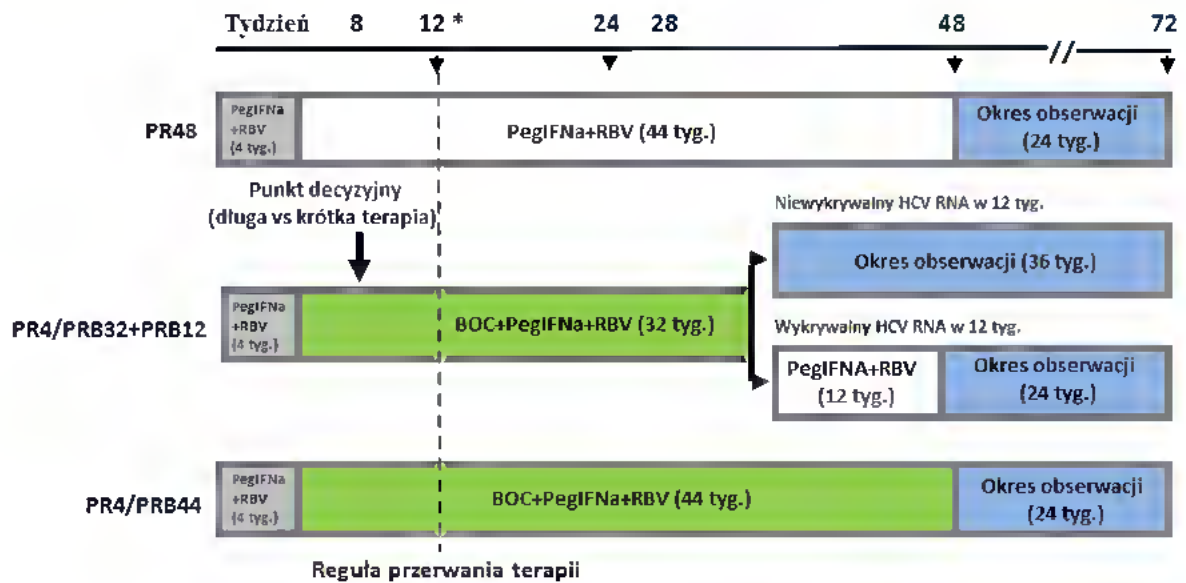 Tydzień 8 12 * 24 28 48 // 72
PR48
PegIFNa
+RBV
(4 tyg.)
PegIFNa+RBV (44 tyg.)
Okres obserwacji
(24 tyg.)
Punkt decyzyjny
(długa vs krótka terapia)
Niewykrywalny HCV RNA w 12 tyg.
Okres obserwacji (36 tyg.)
PR4/PRB32+PRB12
PegIFNa
+RBV
(4 tyg.)
BOC+PegIFNa+RBV (32 tyg.)
Wykrywalny HCV RNA w 12 tyg.
PegIFNA+RBV
(12 tyg.)
Okres obserwacji
(24 tyg.)
PR4/PRB44
PegIFNa
+RBV
(4 tyg.)
BOC+PegIFNa+RBV (44 tyg.)
Okres obserwacji
(24 tyg.)
Reguła przerwania terapii